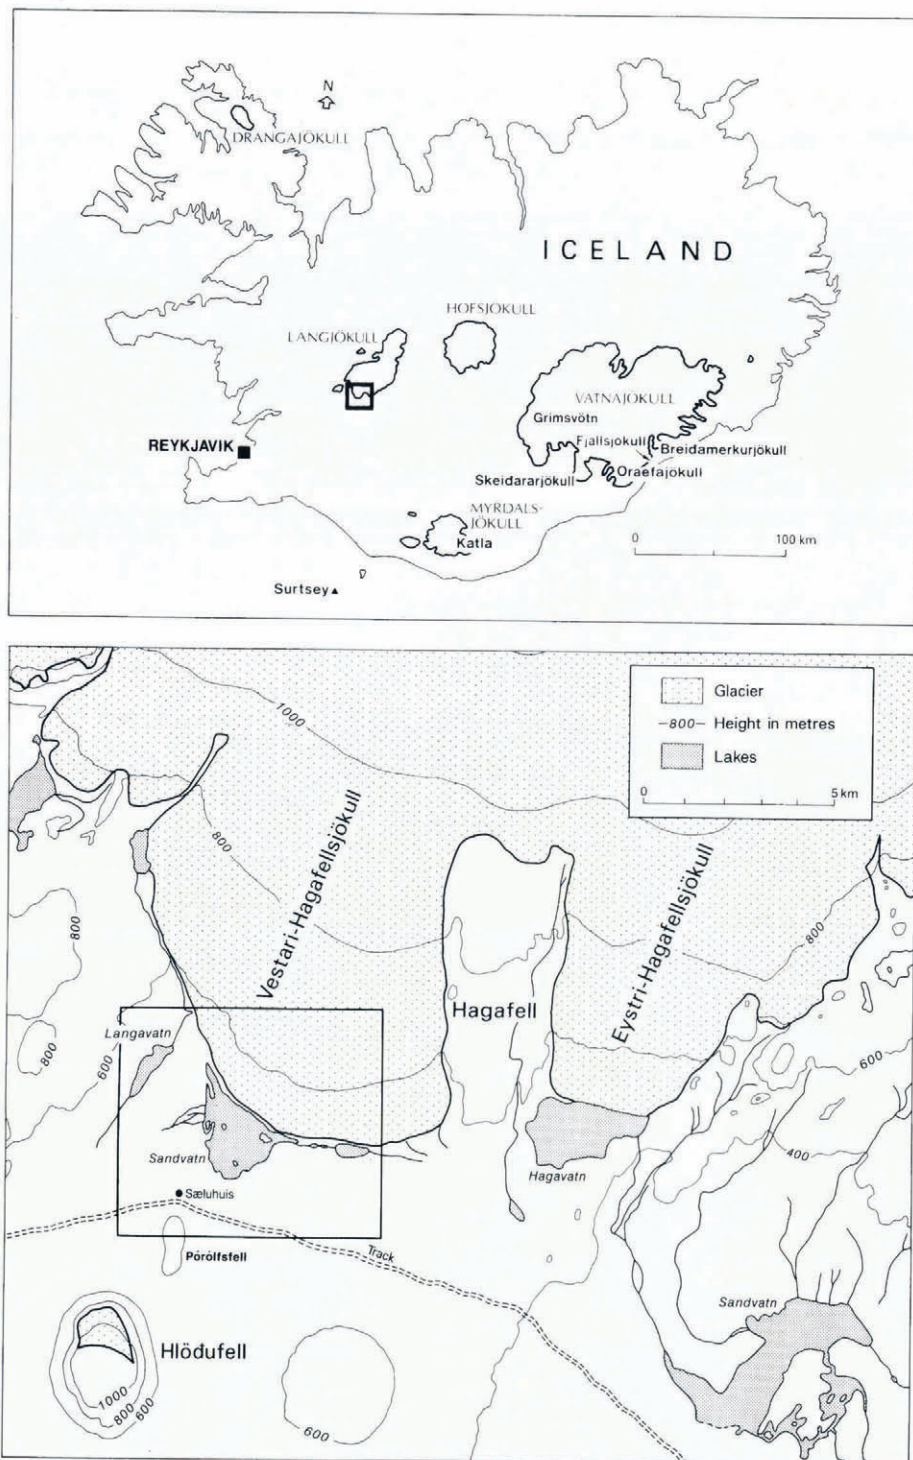 N
DRANGAJÖKULL
ICELAND
HOFSJÖKULL
LANGJÖKULL
VATNAJÖKULL
Grimsvötn
Fjallsjökull
Breidamerkurjökull
REYKJAVIK
Skeidararjökull
Oraefajökull
MYRDALS-
JÖKULL
Katla
0 100 km
Surtsey
1000
Glacier
-800- Height in metres
Lakes
0 5 km
800
Vestari-Hagafellsjökull
Eystri-Hagafellsjökull
800
800
Hagafell
Langavatn
800
600
600
Sandvatn
Hagavatn
400
Sæluhuis
Pórólfsfell
Track
Sandvatn
Hlödufell
1000
800
600
600